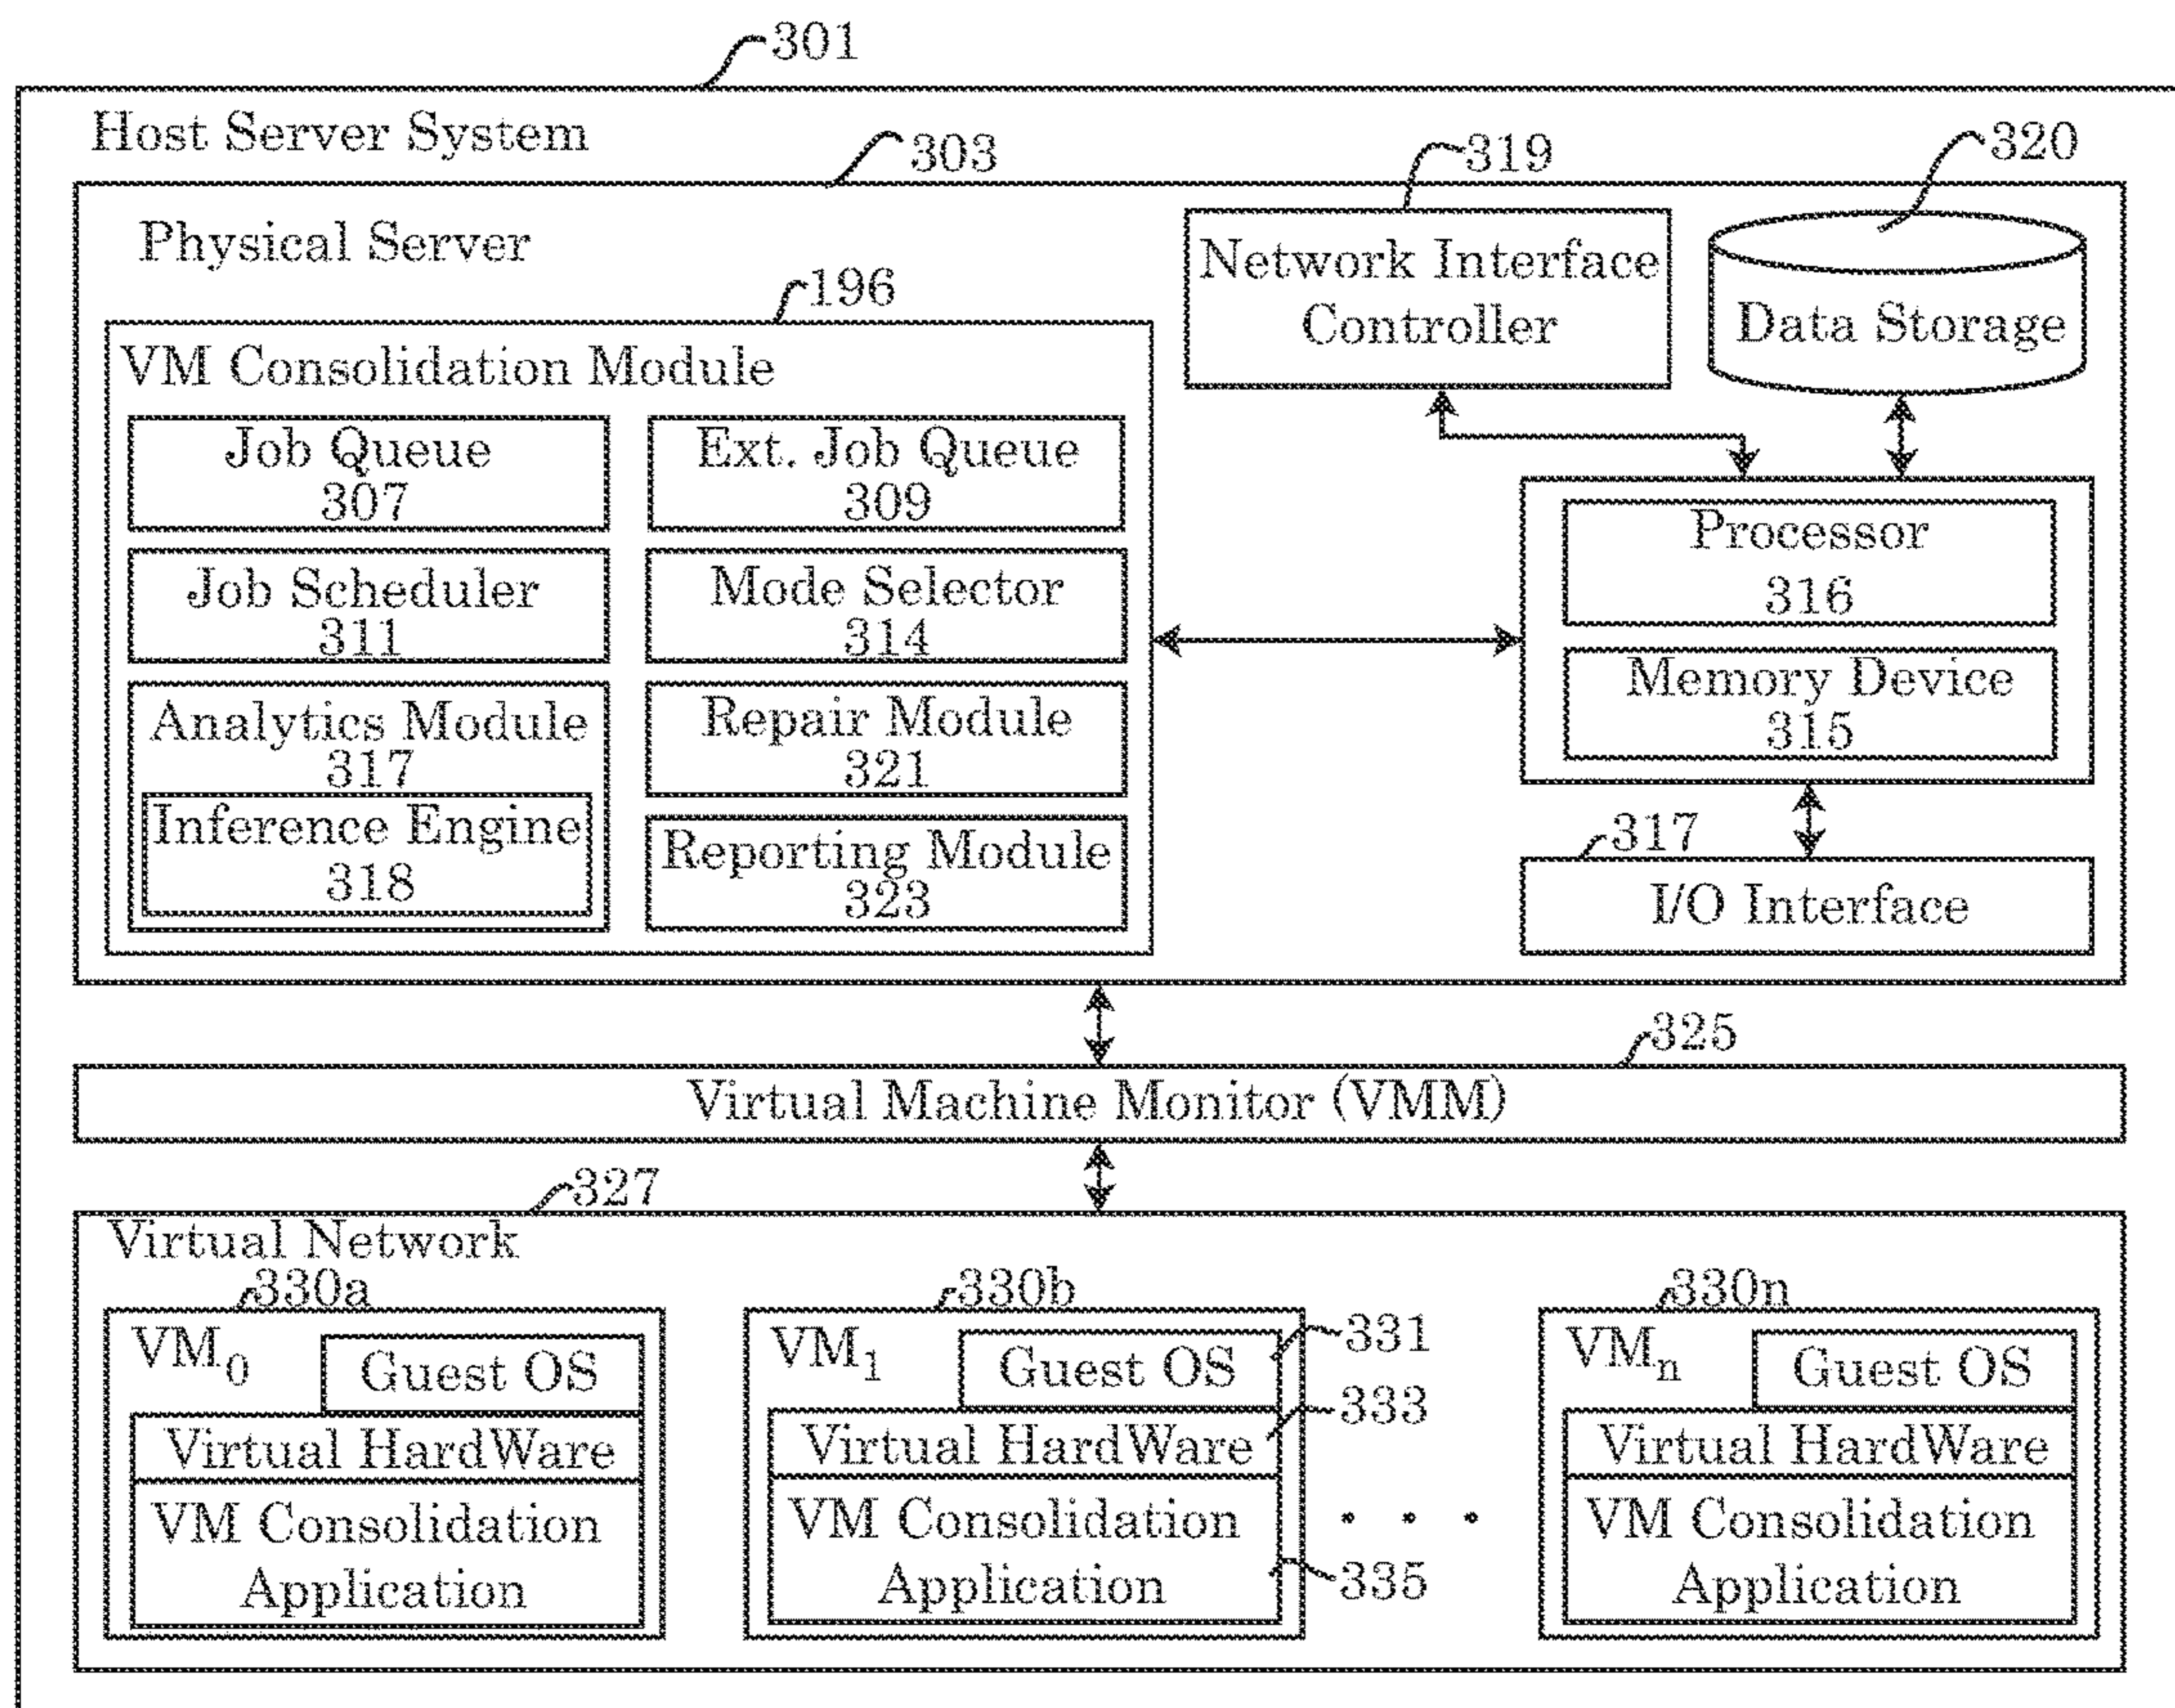 301
Host Server System
303
319
320
Physical Server
196
Network Interface
Controller
Data Storage
VM Consolidation Module
Job Queue
307
Ext. Job Queue
309
Job Scheduler
311
Mode Selector
314
Analytics Module
317
Inference Engine
318
Repair Module
321
Reporting Module
323
Processor
316
Memory Device
315
317
I/O Interface
325
Virtual Machine Monitor (VMM)
327
Virtual Network
330a
VM0
Guest OS
Virtual HardWare
VM Consolidation
Application
330b
VM1
Guest OS
331
Virtual HardWare
333
VM Consolidation
Application
335
. . .
330n
VMn
Guest OS
Virtual HardWare
VM Consolidation
Application